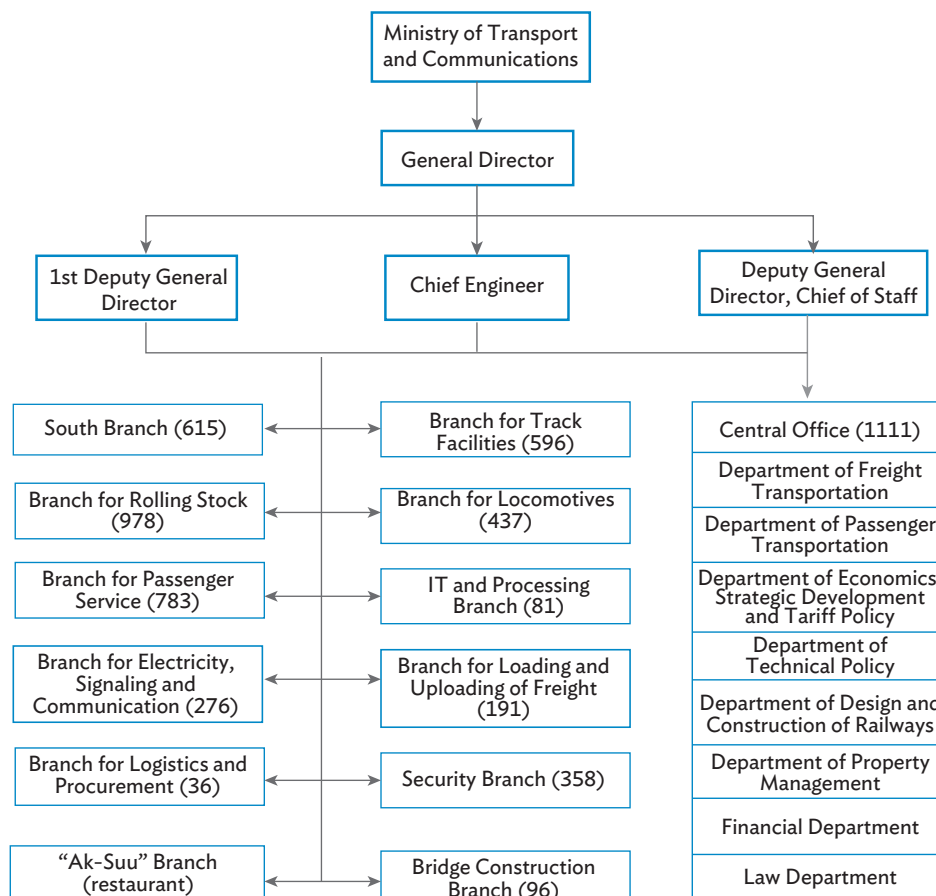 Ministry of Transport
and Communications
General Director
1st Deputy General
Director
Chief Engineer
Deputy General
Director, Chief of Staff
South Branch (615)
Branch for Track
Facilities (596)
Branch for Rolling Stock
(978)
Branch for Locomotives
(437)
Branch for Passenger
Service (783)
IT and Processing
Branch (81)
Branch for Electricity,
Signaling and
Communication (276)
Branch for Loading and
Uploading of Freight
(191)
Branch for Logistics and
Procurement (36)
Security Branch (358)
“Ak-Suu” Branch
(restaurant)
Bridge Construction
Branch (96)
Central Office (1111)
Department of Freight
Transportation
Department of Passenger
Transportation
Department of Economics
Strategic Development
and Tariff Policy
Department of
Technical Policy
Department of Design and
Construction of Railways
Department of Property
Management
Financial Department
Law Department